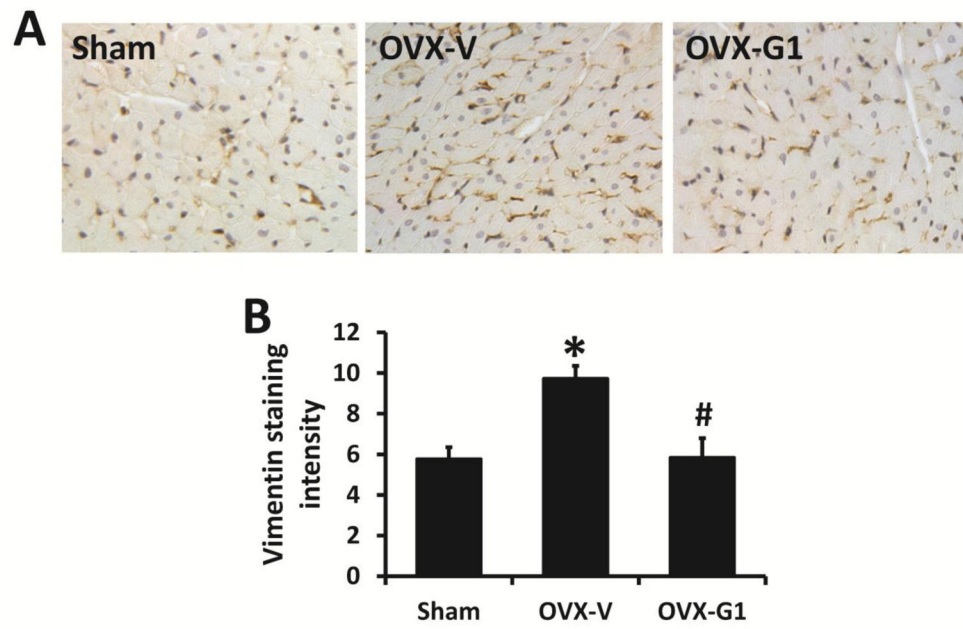 A
Sham
OVX-V
OVX-G1
B
Vimentin staining
intensity
12
10
8
6
4
2
0
*
#
Sham
OVX-V
OVX-G1